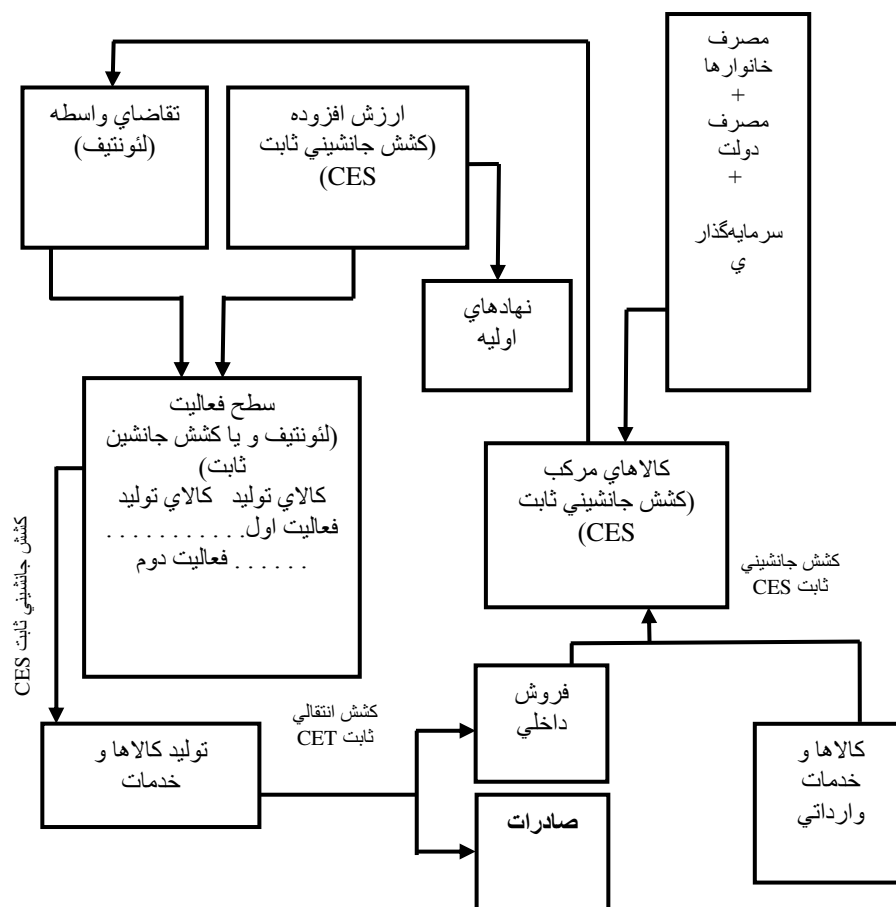 مصرف
خانوارها
+
مصرف
دولت
+
سرمايه‌گذار
ي
ارزش افزوده
(كشش جانشيني ثابت
CES)
تقاضاي واسطه
(لئونتيف)
نهادهاي
اوليه
سطح فعاليت
(لئونتيف و يا كشش جانشين
ثابت)
كالاي توليد كالاي توليد
فعاليت اول. . . . . . . . . . .
. . . . . . فعاليت دوم
كالاهاي مركب
(كشش جانشيني ثابت
CES)
كشش جانشيني
ثابت CES
كشش جانشيني ثابت CES
فروش
داخلي
كشش انتقالي
ثابت CET
توليد كالاها و
خدمات
كالاها و
خدمات
وارداتي
صادرات